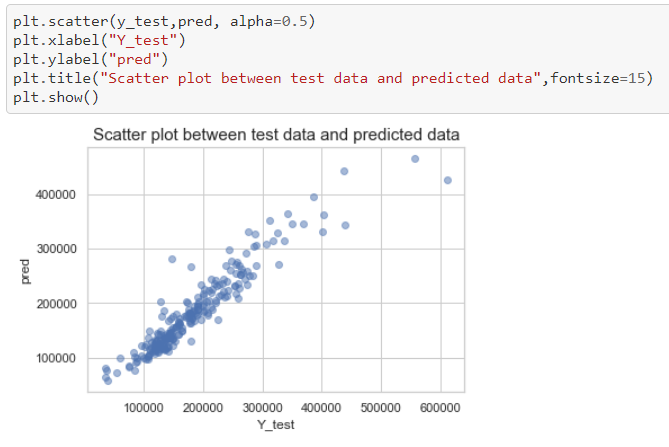 plt.scatter(y_test,pred, alpha=0.5)
plt.xlabel("Y_test")
plt.ylabel("pred")
plt.title("Scatter plot between test data and predicted data",fontsize=15)
plt.show()
Scatter plot between test data and predicted data
400000
300000
200000
100000
pred
100000 200000 300000 400000 500000 600000
Y_test